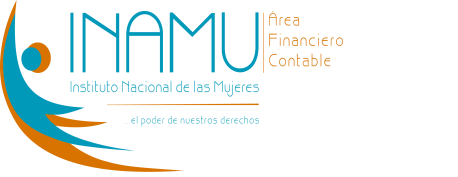 INAMU
Área
Financiero
Contable
Instituto Nacional de las Mujeres
...el poder de nuestros derechos